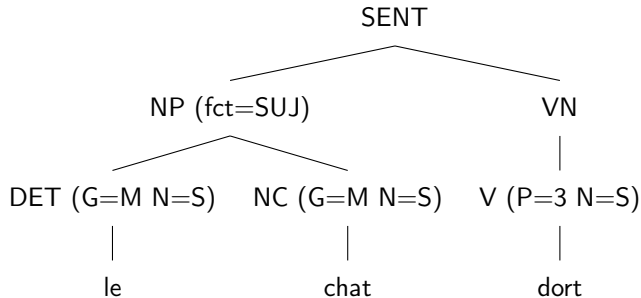 SENT
NP (fct=SUJ) VN
DET (G=M N=S) NC (G=M N=S) V (P=3 N=S)
le chat dort